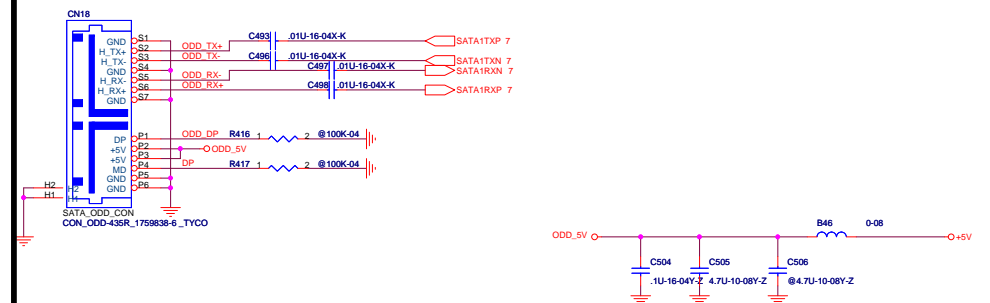 CN18
GND S1
H_TX+ S2 ODD_TX+ C493 .01U-16-04X-K SATA1TXP 7
H_TX- S3 ODD_TX- C496 .01U-16-04X-K SATA1TXN 7
GND S4 C497 .01U-16-04X-K SATA1RXN 7
H_RX- S5 ODD_RX-
H_RX+ S6 ODD_RX+ C498 .01U-16-04X-K SATA1RXP 7
GND S7
DP P1 ODD_DP R416 1 2 @100K-04
+5V P2 ODD_5V
+5V P3
MD P4 DP R417 1 2 @100K-04
GND P5
GND P6
H2 H2
H1 H1
SATA_ODD_CON
CON_ODD-435R_1759838-6 _TYCO
B46 0-08
ODD_5V +5V
C504 C505 C506
.1U-16-04Y-Z 4.7U-10-08Y-Z @4.7U-10-08Y-Z